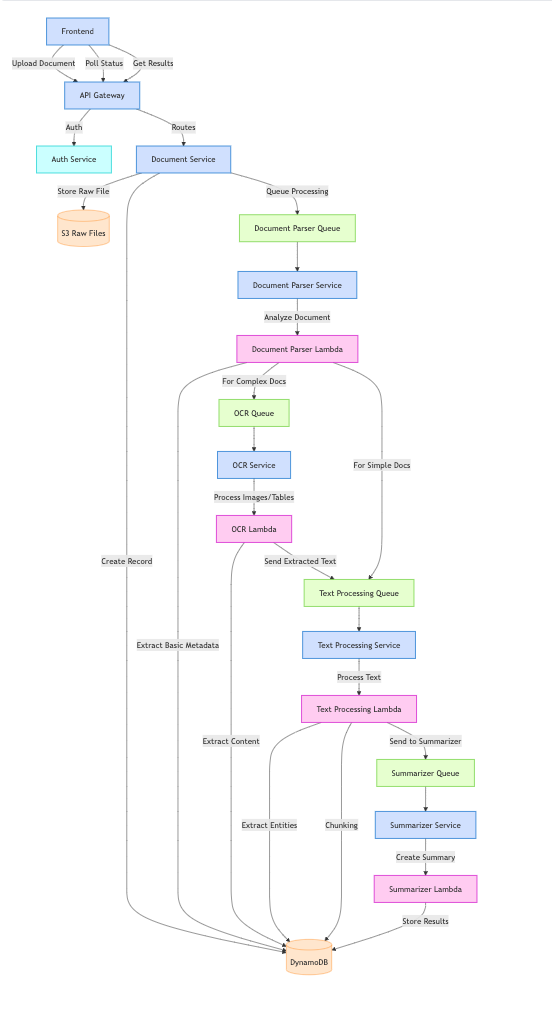 Frontend
Upload Document
Poll Status
Get Results
API Gateway
Auth
Routes
Auth Service
Document Service
Store Raw File
Queue Processing
S3 Raw Files
Document Parser Queue
Document Parser Service
Analyze Document
Document Parser Lambda
For Complex Docs
OCR Queue
OCR Service
For Simple Docs
Process Images/Tables
OCR Lambda
Create Record
Send Extracted Text
Text Processing Queue
Extract Basic Metadata
Text Processing Service
Process Text
Text Processing Lambda
Extract Content
Send to Summarizer
Summarizer Queue
Extract Entities
Chunking
Summarizer Service
Create Summary
Summarizer Lambda
Store Results
DynamoDB